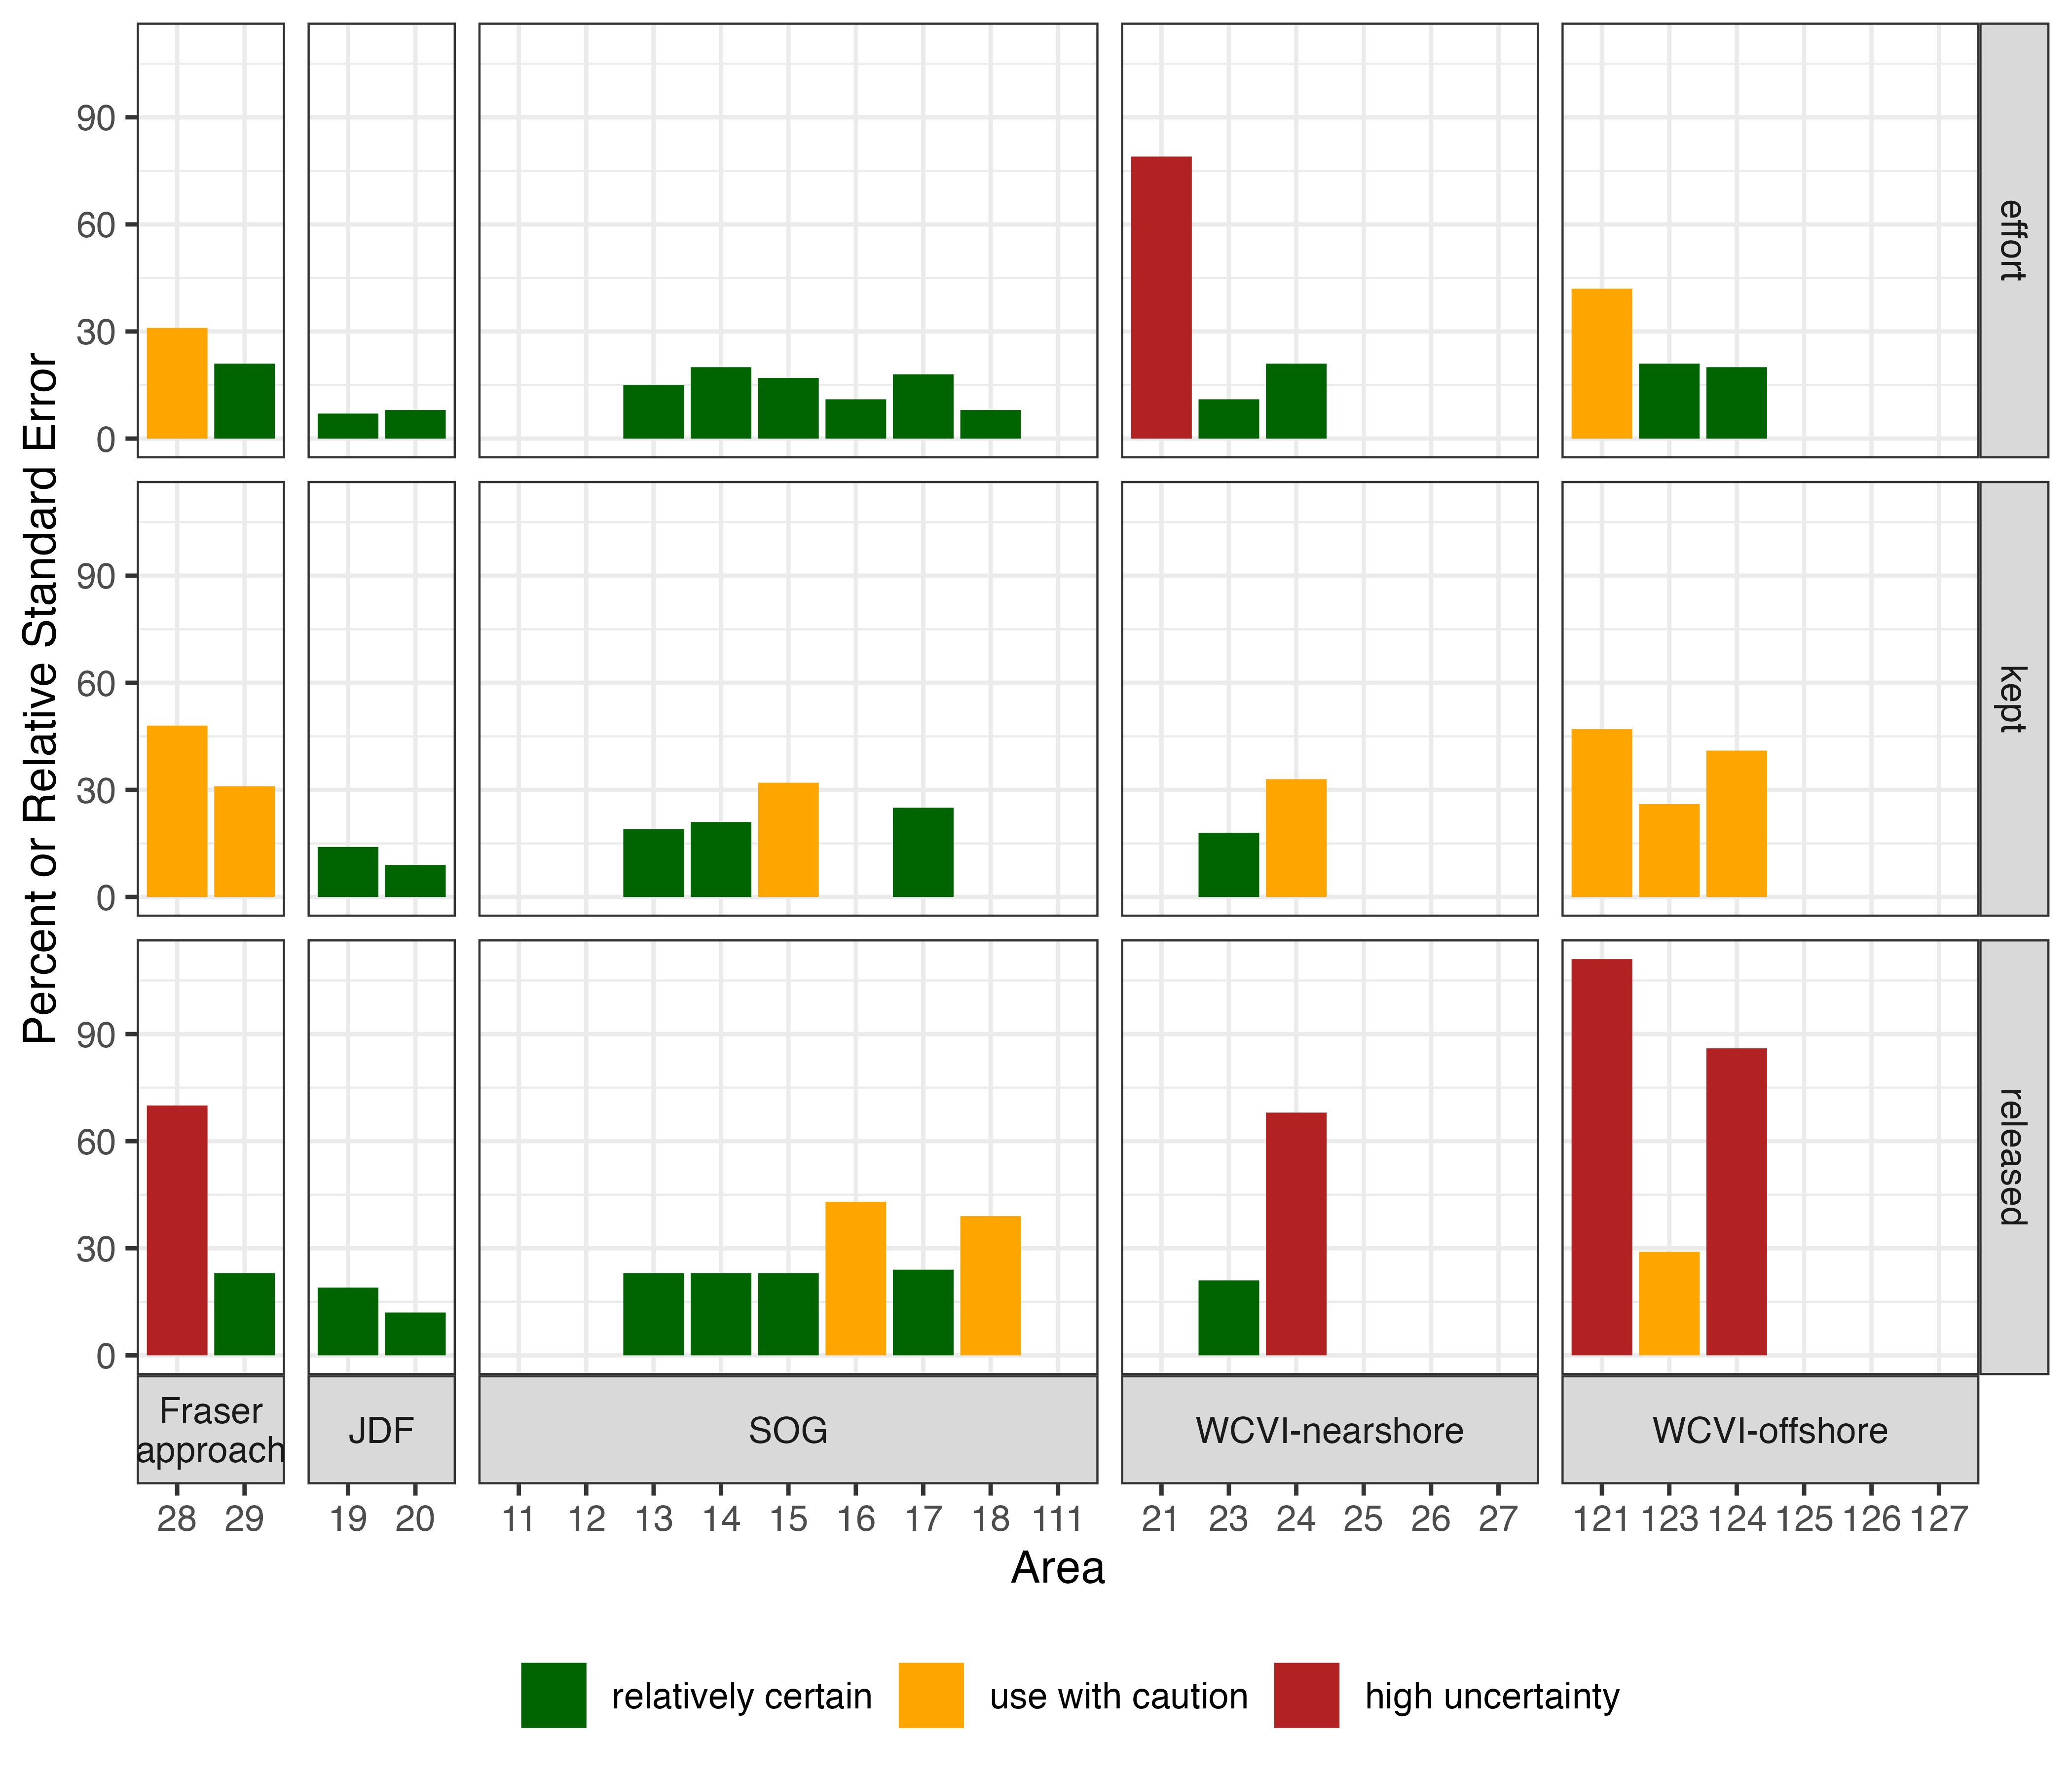 Percent or Relative Standard Error
90
60
30
0
effort
90
60
30
0
kept
90
60
30
0
released
Fraser
approach
JDF
SOG
WCVI-nearshore
WCVI-offshore
28 29 19 20 11 12 13 14 15 16 17 18 111 21 23 24 25 26 27 121 123 124 125 126 127
Area
relatively certain use with caution high uncertainty